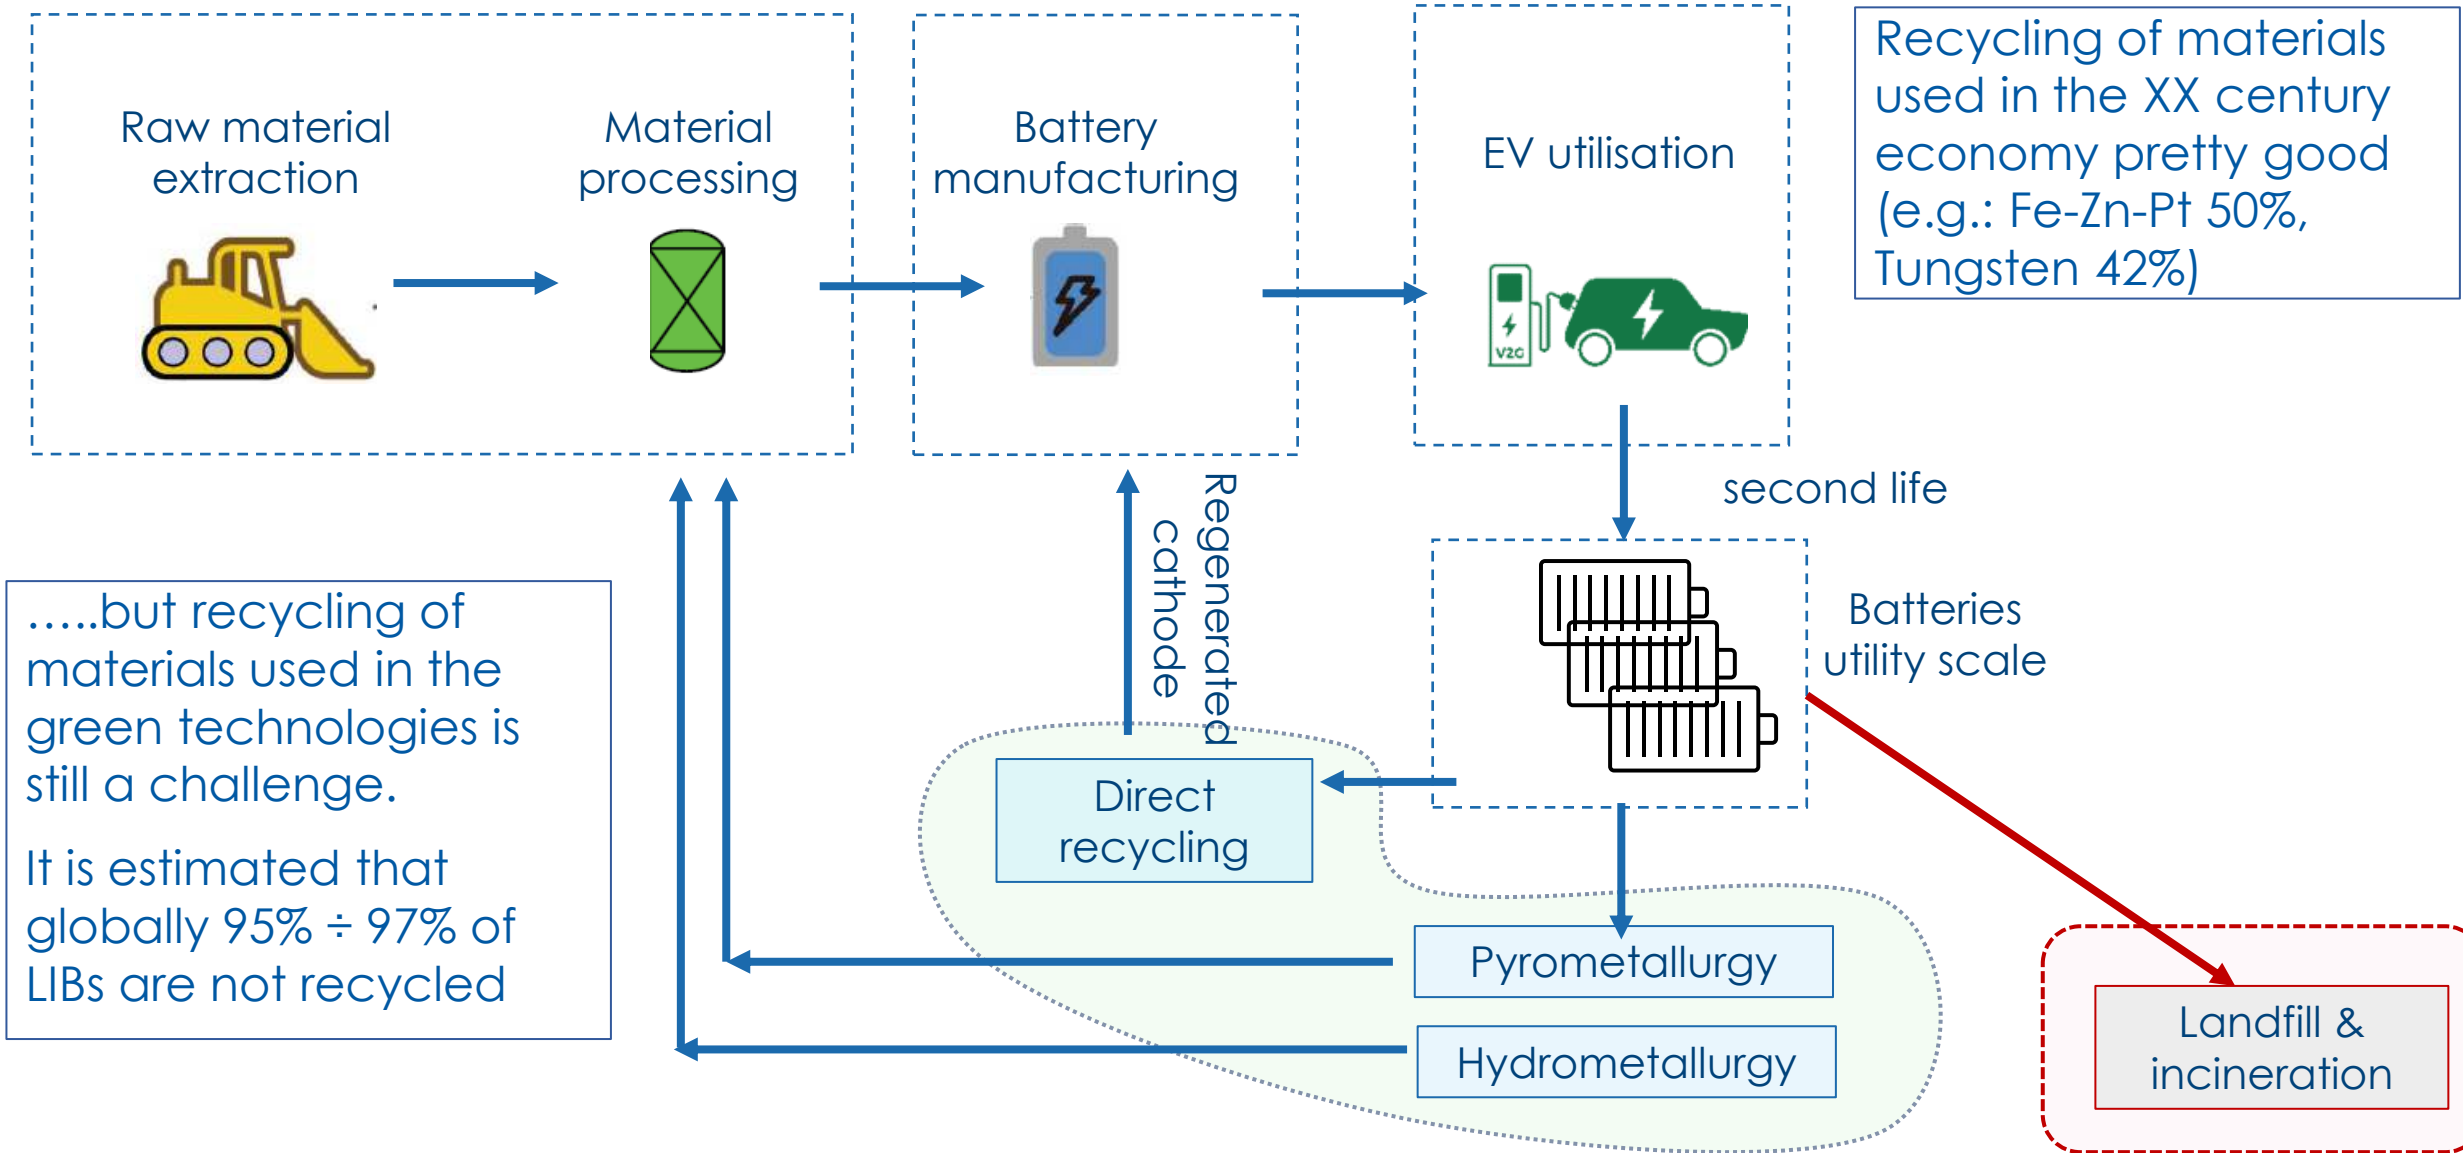 Raw material
extraction
Material
processing
Battery
manufacturing
EV utilisation
V2G
Recycling of materials
used in the XX century
economy pretty good
(e.g.: Fe-Zn-Pt 50%,
Tungsten 42%)
second life
Batteries
utility scale
Regenerated
cathode
…..but recycling of
materials used in the
green technologies is
still a challenge.
It is estimated that
globally 95% ÷ 97% of
LIBs are not recycled
Direct
recycling
Pyrometallurgy
Hydrometallurgy
Landfill &
incineration